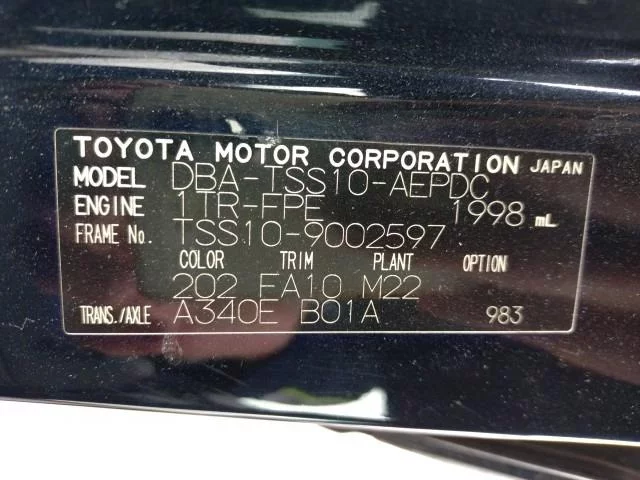 TOYOTA MOTOR CORPORATION JAPAN
MODEL DBA-TSS10-AEPDC
ENGINE 1TR-FPE 1998 mL
FRAME No. TSS10-9002597
COLOR TRIM PLANT OPTION
202 FA10 M22
TRANS./AXLE A340E B01A 983